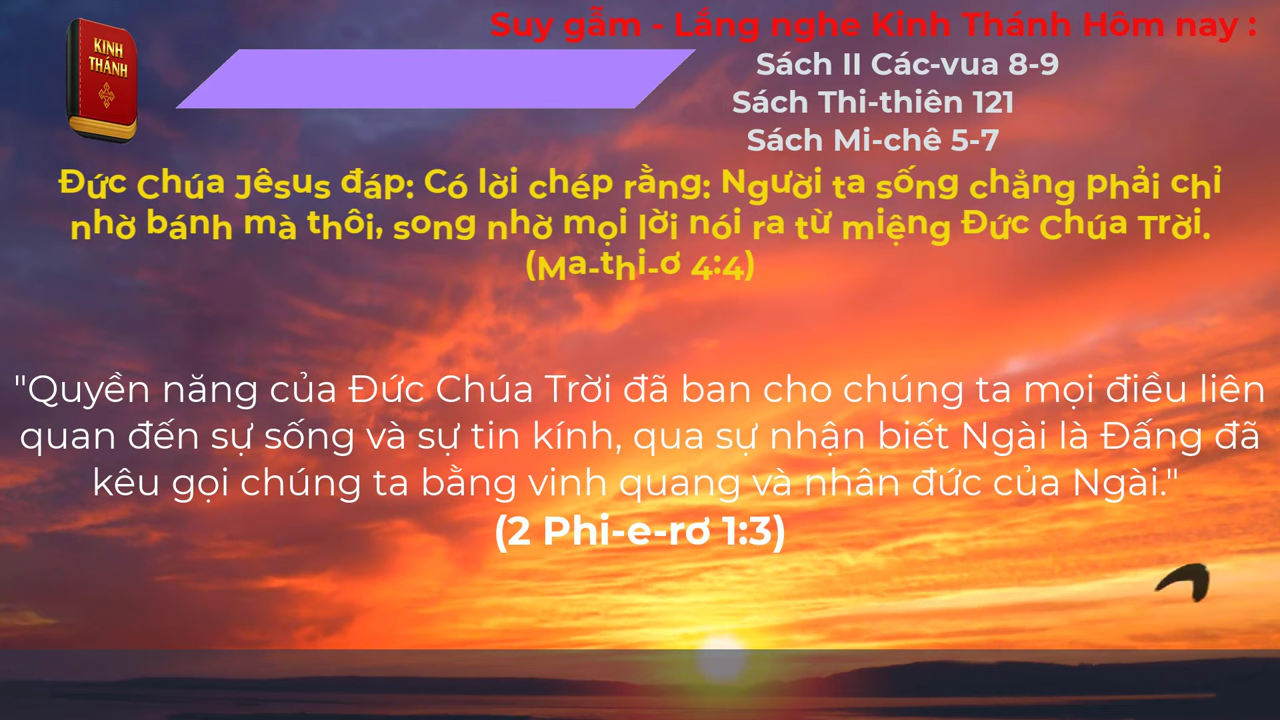 KINH
THÁNH
Suy gẫm - Lắng nghe Kinh Thánh Hôm nay :
Sách II Các-vua 8-9
Sách Thi-thiên 121
Sách Mi-chê 5-7
Đức Chúa Jêsus đáp: Có lời chép rằng: Người ta sống chẳng phải chỉ
nhờ bánh mà thôi, song nhờ mọi lời nói ra từ miệng Đức Chúa Trời.
(Ma-thi-ơ 4:4)
"Quyền năng của Đức Chúa Trời đã ban cho chúng ta mọi điều liên
quan đến sự sống và sự tin kính, qua sự nhận biết Ngài là Đấng đã
kêu gọi chúng ta bằng vinh quang và nhân đức của Ngài."
(2 Phi-e-rơ 1:3)